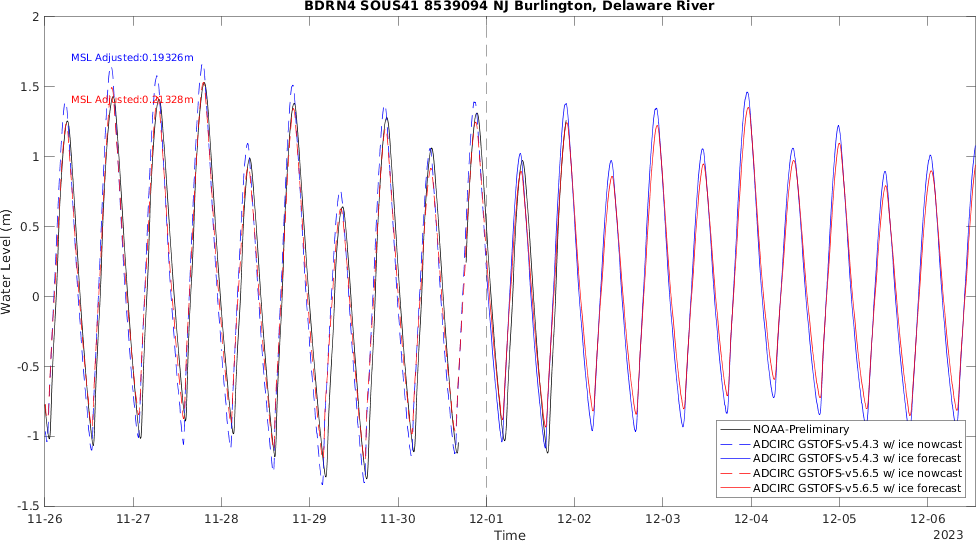 BDRN4 SOUS41 8539094 NJ Burlington, Delaware River
2
1.5
1
0.5
0
-0.5
-1
-1.5
Water Level (m)
MSL Adjusted:0.19326m
MSL Adjusted:0.21328m
NOAA-Preliminary
ADCIRC GSTOFS-v5.4.3 w/ ice nowcast
ADCIRC GSTOFS-v5.4.3 w/ ice forecast
ADCIRC GSTOFS-v5.6.5 w/ ice nowcast
ADCIRC GSTOFS-v5.6.5 w/ ice forecast
11-26 11-27 11-28 11-29 11-30 12-01 12-02 12-03 12-04 12-05 12-06
Time
2023